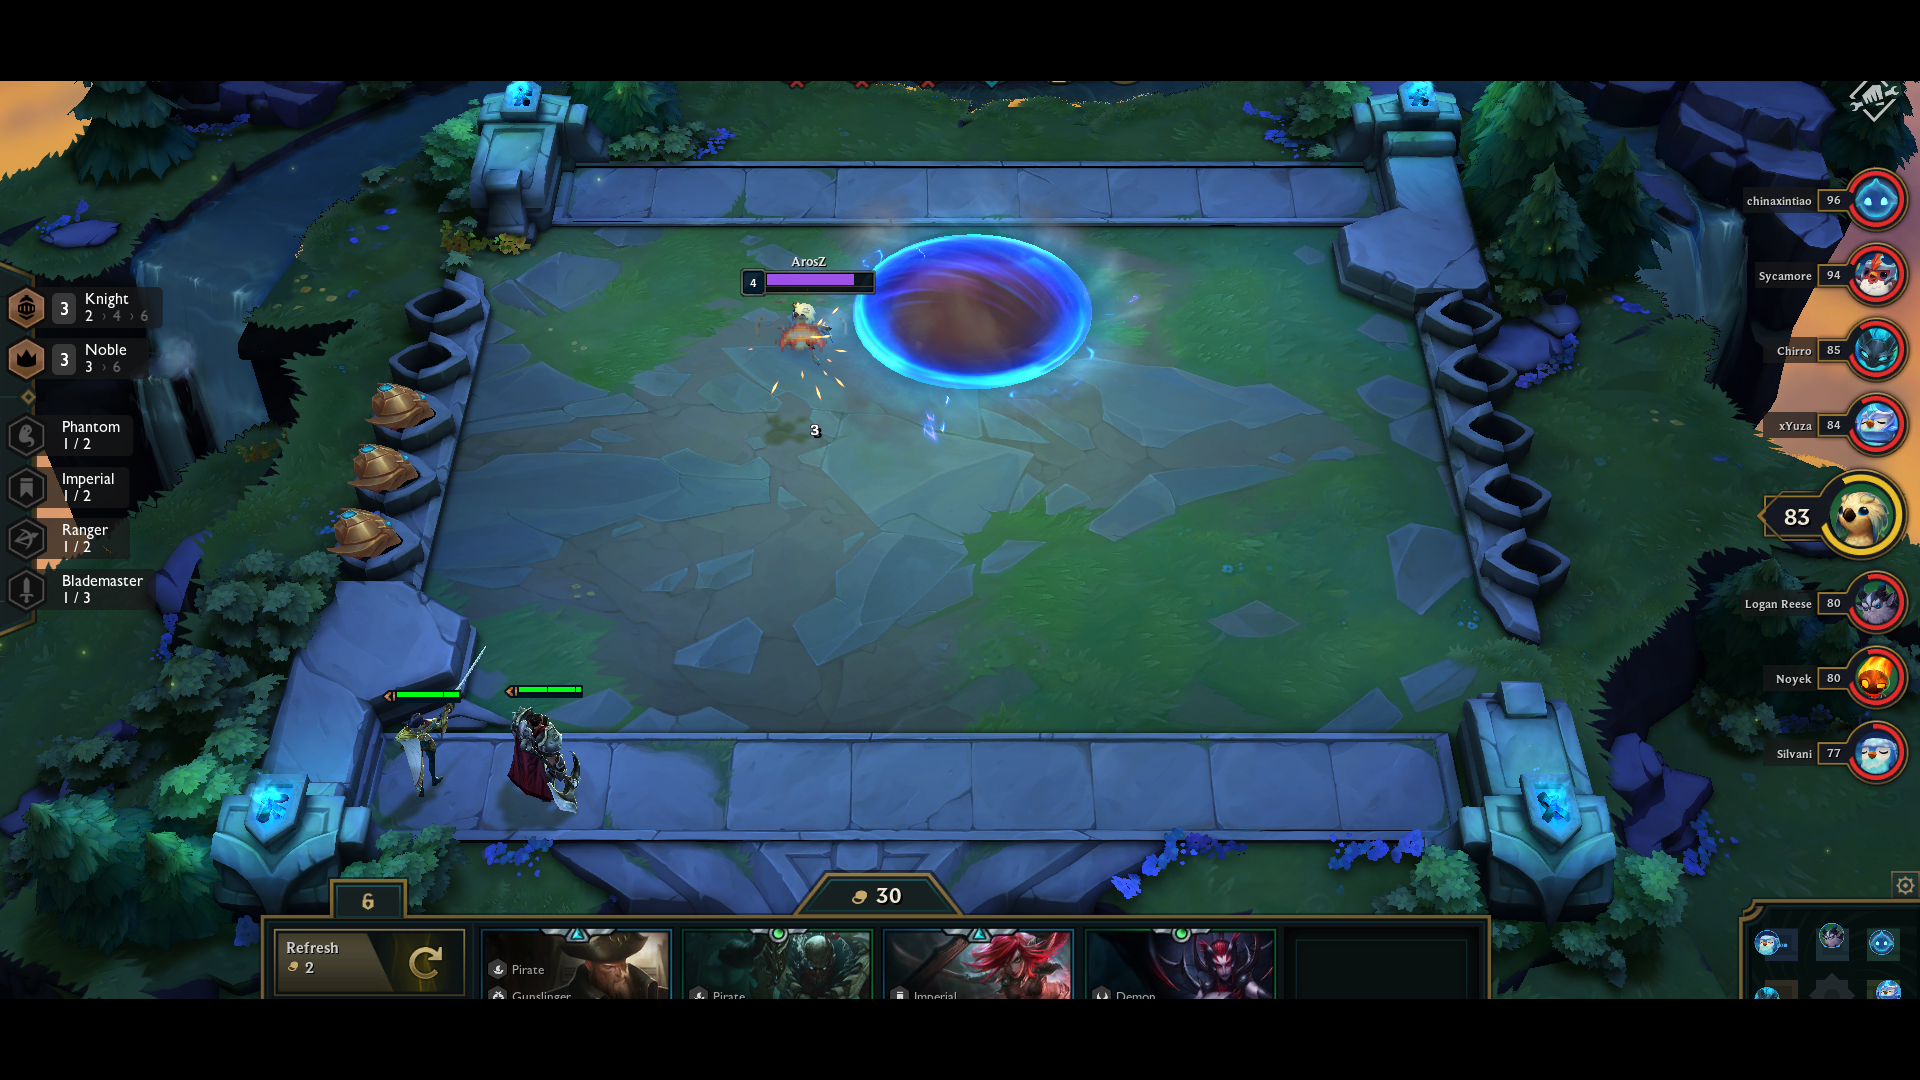 chinaxintiao 96
Sycamore 94
Chirro 85
xYuza 84
83
Logan Reese 80
Noyek 80
Silvani 77
ArosZ
4
3
3 Knight
2 › 4 › 6
3 Noble
3 › 6
Phantom
1 / 2
Imperial
1 / 2
Ranger
1 / 2
Blademaster
1 / 3
6
30
Refresh
2
Pirate
Gunslinger
Pirate
Imperial
Demon